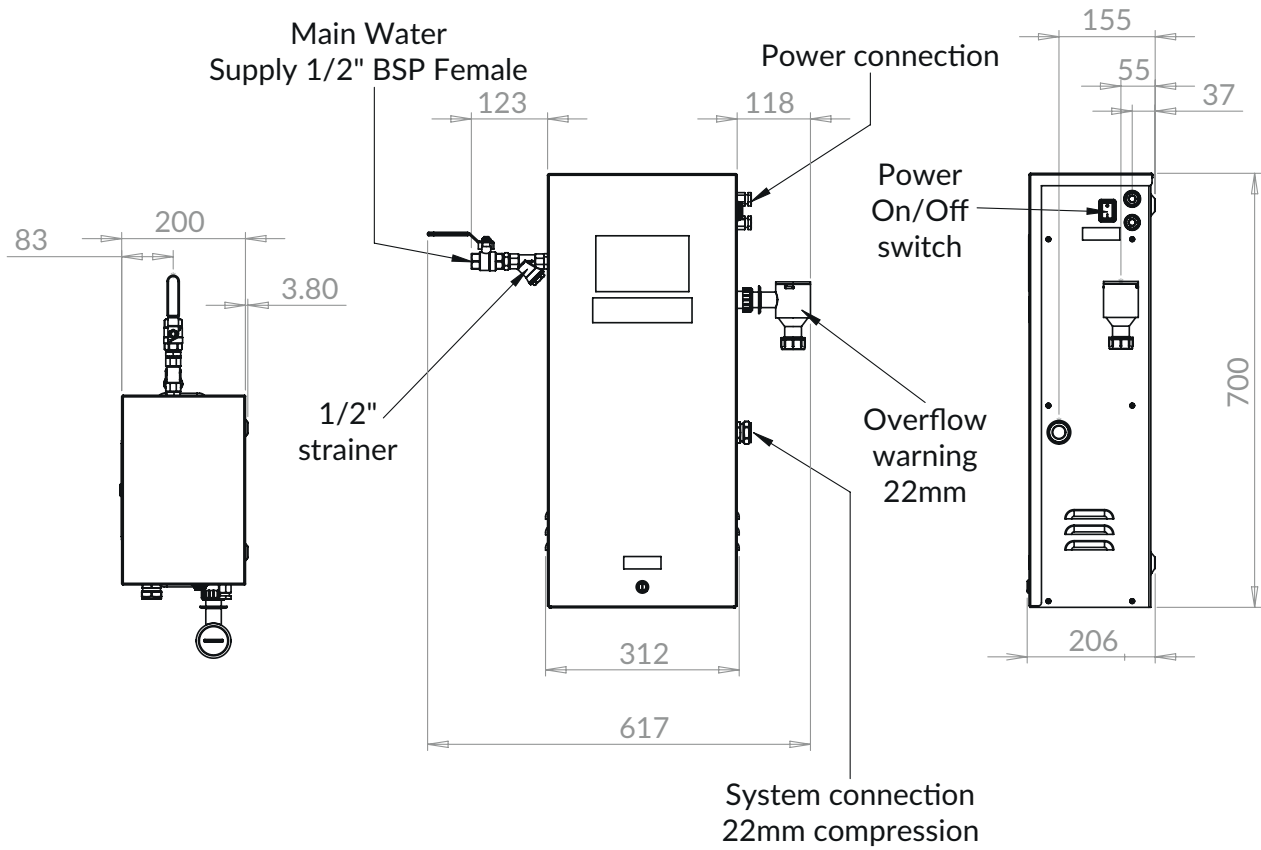 Main Water
Supply 1/2" BSP Female
Power connection
155
55
37
123
118
Power
On/Off
switch
200
83
3.80
1/2"
strainer
Overflow
warning
22mm
700
312
206
617
System connection
22mm compression